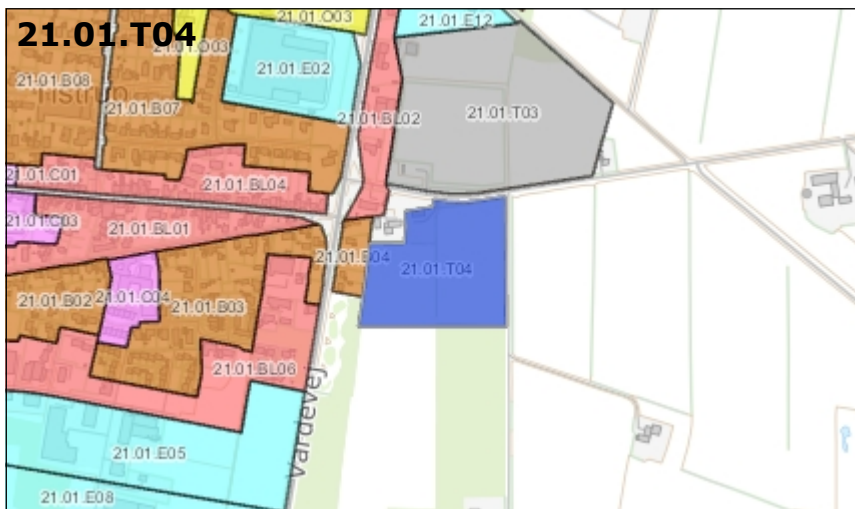 21.01.T04
21.01.O03
21.01.O03
21.01.E12
21.01.E02
21.01.B08
Tistrup
21.01.B07
21.01.BL02
21.01.T03
21.01.C01
21.01.BL04
21.01.C03
21.01.BL01
21.01.B04
21.01.T04
21.01.B02
21.01.C04
21.01.B03
21.01.BL06
Vardevej
21.01.E05
21.01.E08